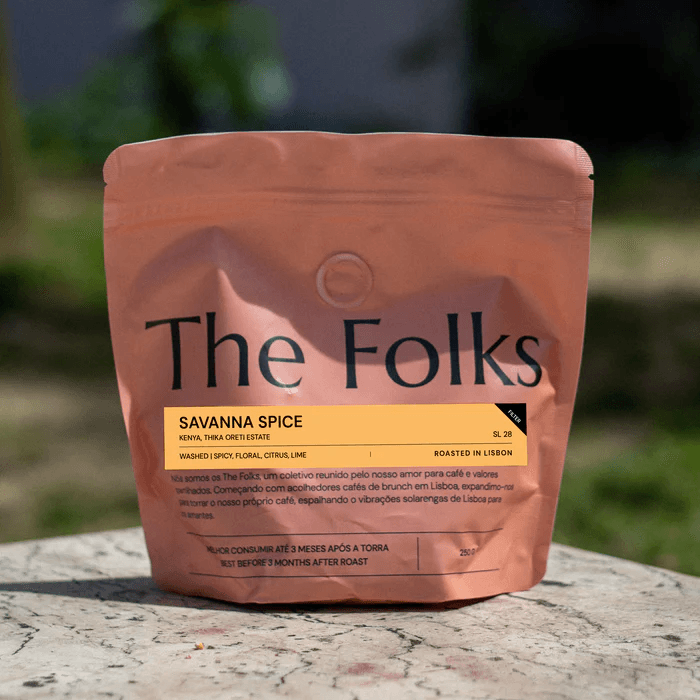 The Folks
FILTER
SAVANNA SPICE
KENYA, THIKA ORETI ESTATE
SL 28
WASHED | SPICY, FLORAL, CITRUS, LIME |
ROASTED IN LISBON
somos os The Folks, um coletivo reunido pelo nosso amor para café e valores
Começando com acolhedores cafés de brunch em Lisboa, expandimo-nos
para torrar o nosso próprio café, espalhando o vibrações solarengas de Lisboa para
os amantes.
MELHOR CONSUMIR ATÉ 3 MESES APÓS A TORRA
BEST BEFORE 3 MONTHS AFTER ROAST
250 g